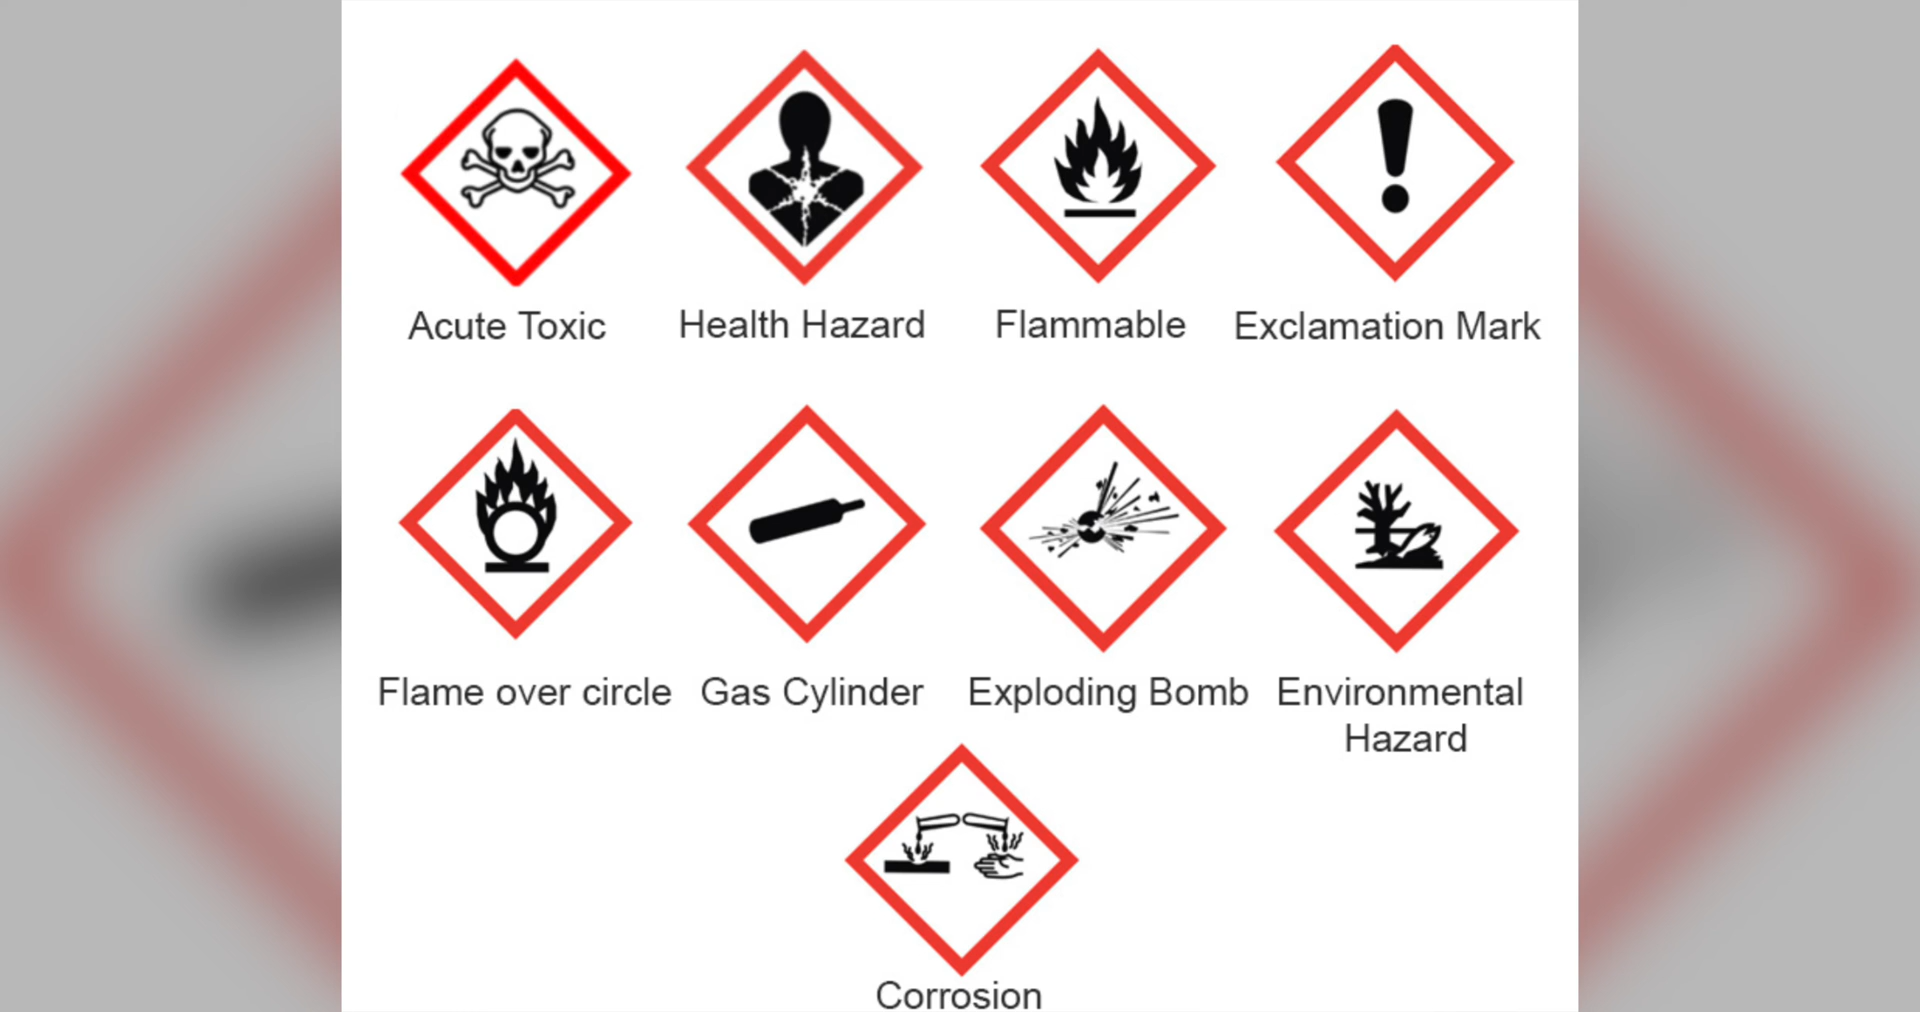 Acute Toxic
Health Hazard
Flammable
Exclamation Mark
Flame over circle
Gas Cylinder
Exploding Bomb
Environmental
Hazard
Corrosion